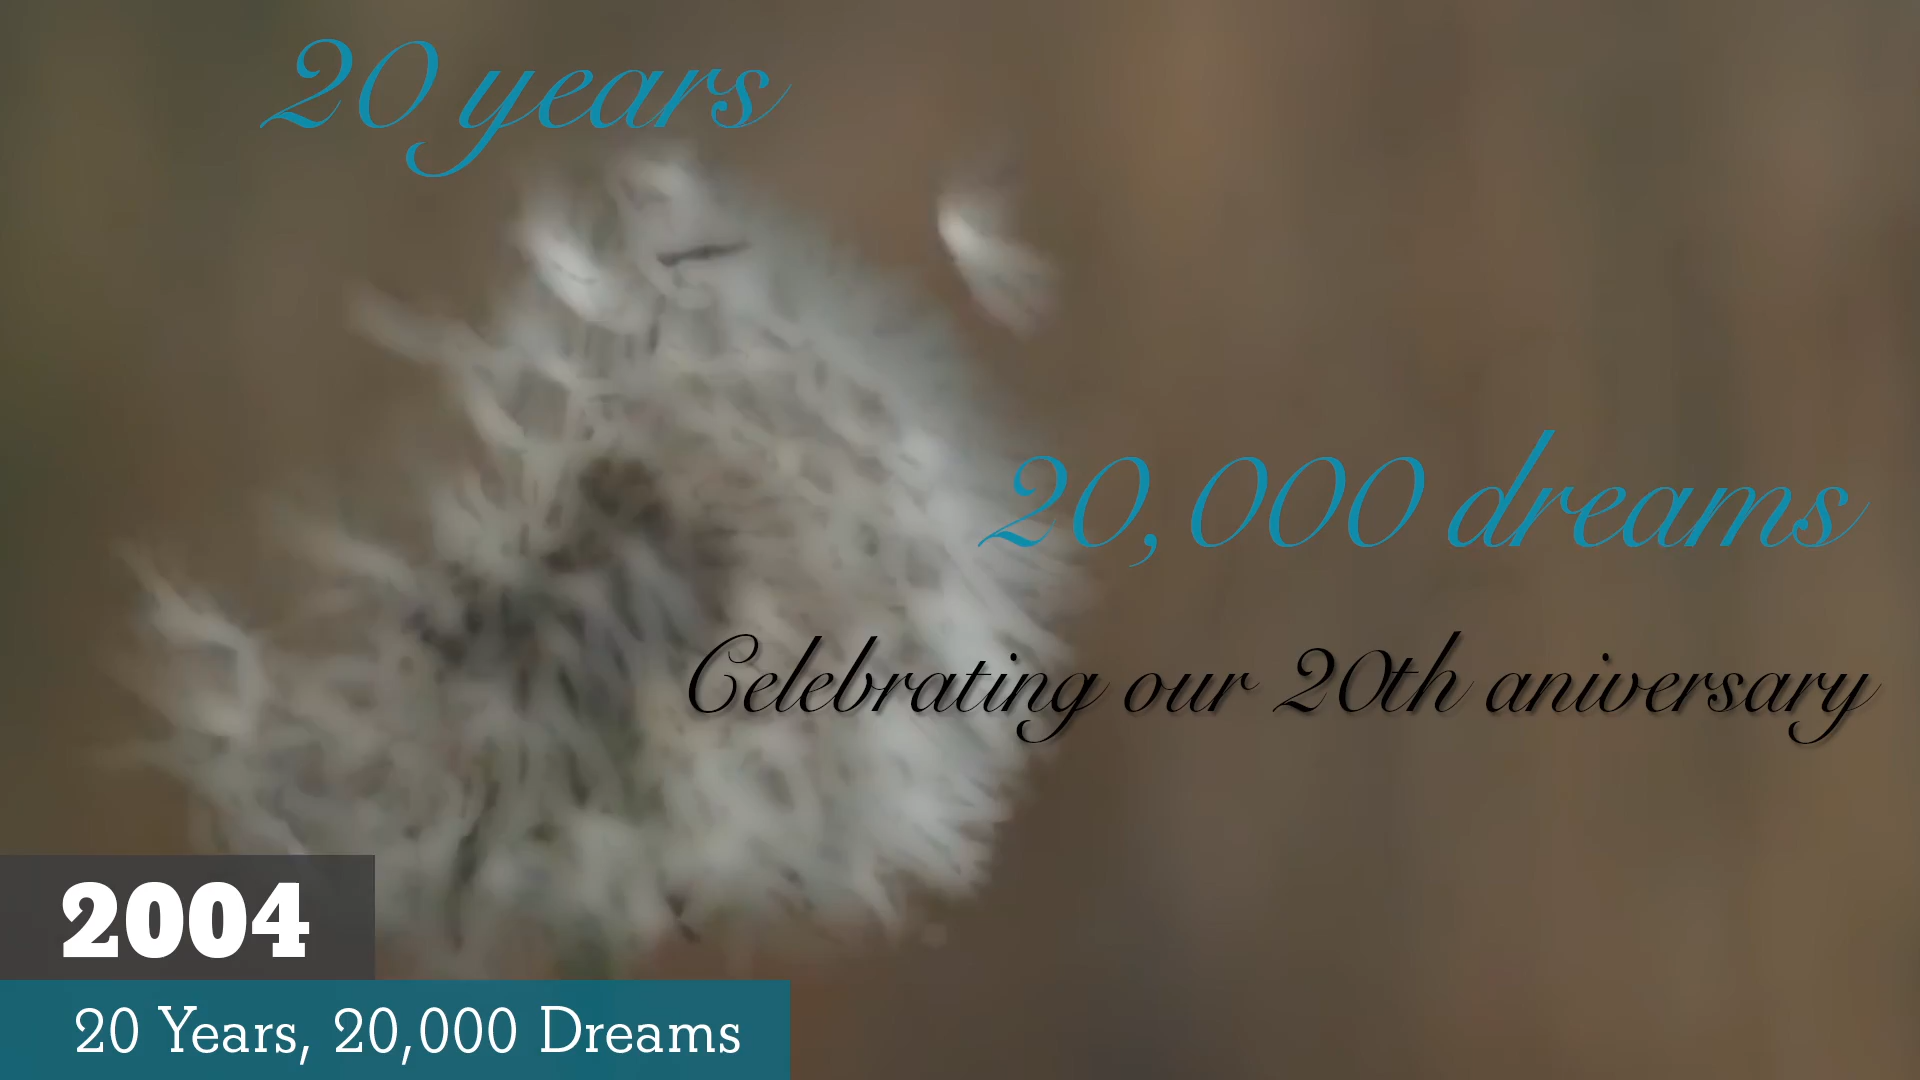 20 years
20,000 dreams
Celebrating our 20th aniversary
2004
20 Years, 20,000 Dreams